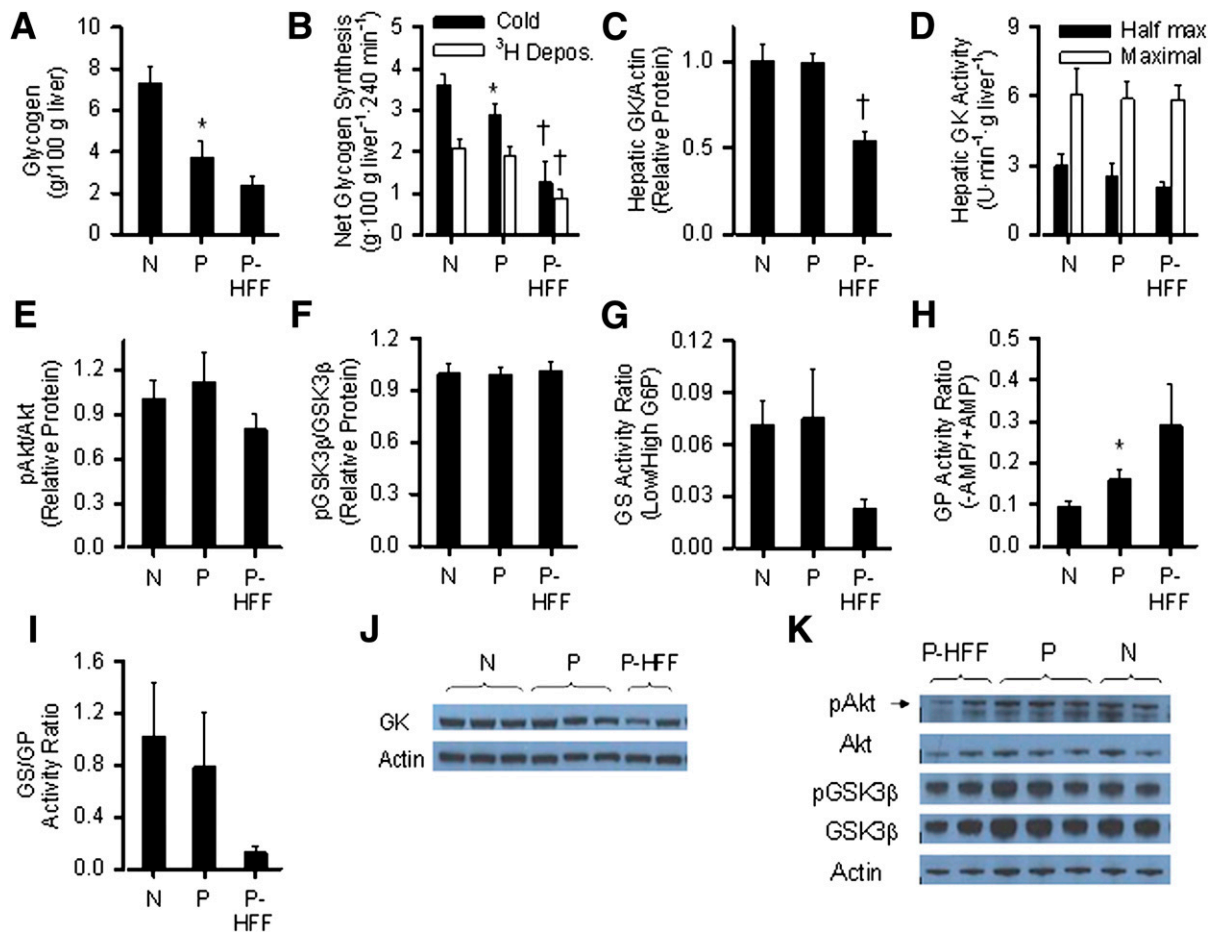 A
Glycogen
(g/100 g liver)
10
8
6
4
2
0
*
N
P
P-
HFF
B
Cold
³H Depos.
Net Glycogen Synthesis
(g·100 g liver⁻¹·240 min⁻¹)
5
4
3
2
1
0
*
†
†
N
P
P-
HFF
C
Hepatic GK/Actin
(Relative Protein)
1.0
0.5
0.0
†
N
P
P-
HFF
D
Half max
Maximal
Hepatic GK Activity
(U·min⁻¹·g liver⁻¹)
9
6
3
0
N
P
P-
HFF
E
pAkt/Akt
(Relative Protein)
1.2
0.9
0.6
0.3
0.0
N
P
P-
HFF
F
pGSK3β/GSK3β
(Relative Protein)
1.2
0.9
0.6
0.3
0.0
N
P
P-
HFF
G
GS Activity Ratio
(Low/High G6P)
0.12
0.09
0.06
0.03
0.00
N
P
P-
HFF
H
GP Activity Ratio
(-AMP/+AMP)
0.5
0.4
0.3
0.2
0.1
0.0
*
N
P
P-
HFF
I
GS/GP
Activity Ratio
1.6
1.2
0.8
0.4
0.0
N
P
P-
HFF
J
N
P
P-HFF
GK
Actin
K
P-HFF
P
N
pAkt
Akt
pGSK3β
GSK3β
Actin